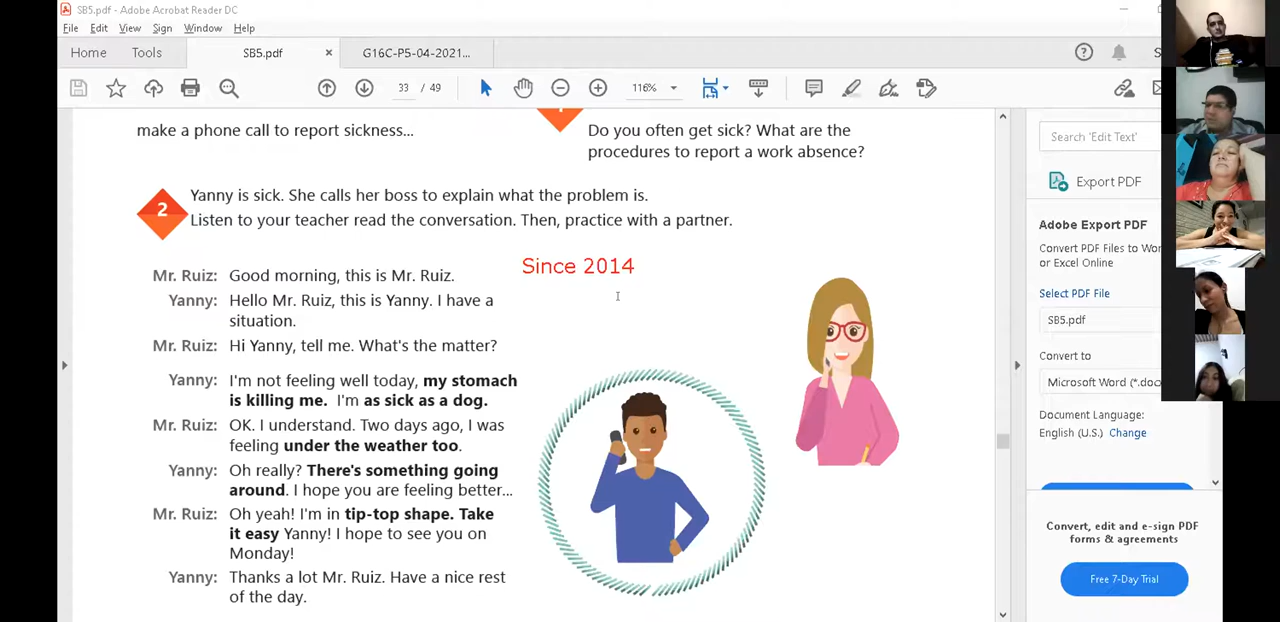 SB5.pdf - Adobe Acrobat Reader DC
File Edit View Sign Window Help
Home Tools SB5.pdf × G16C-P5-04-2021...
33 / 49 116%
make a phone call to report sickness...
Do you often get sick? What are the
procedures to report a work absence?
2
Yanny is sick. She calls her boss to explain what the problem is.
Listen to your teacher read the conversation. Then, practice with a partner.
Since 2014
Mr. Ruiz: Good morning, this is Mr. Ruiz.
Yanny: Hello Mr. Ruiz, this is Yanny. I have a
situation.
Mr. Ruiz: Hi Yanny, tell me. What's the matter?
Yanny: I'm not feeling well today, my stomach
is killing me. I'm as sick as a dog.
Mr. Ruiz: OK. I understand. Two days ago, I was
feeling under the weather too.
Yanny: Oh really? There's something going
around. I hope you are feeling better...
Mr. Ruiz: Oh yeah! I'm in tip-top shape. Take
it easy Yanny! I hope to see you on
Monday!
Yanny: Thanks a lot Mr. Ruiz. Have a nice rest
of the day.
Search 'Edit Text'
Export PDF
Adobe Export PDF
Convert PDF Files to Wor
or Excel Online
Select PDF File
SB5.pdf
Convert to
Microsoft Word (*.docx
Document Language:
English (U.S.) Change
Convert, edit and e-sign PDF
forms & agreements
Free 7-Day Trial